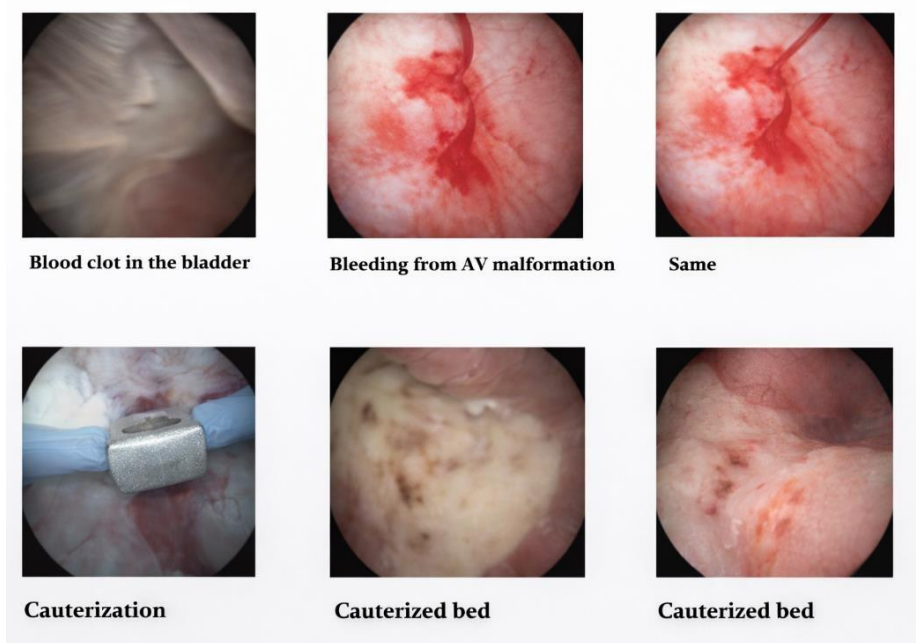 Blood clot in the bladder
Bleeding from AV malformation
Same
Cauterization
Cauterized bed
Cauterized bed